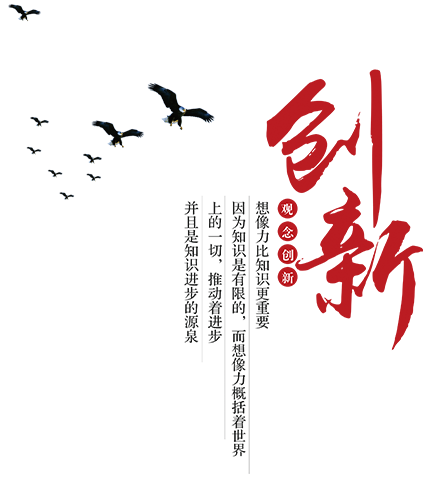 创新
观念创新
想像力比知识更重要
因为知识是有限的，而想像力概括着世界
上的一切，推动着进步
并且是知识进步的源泉